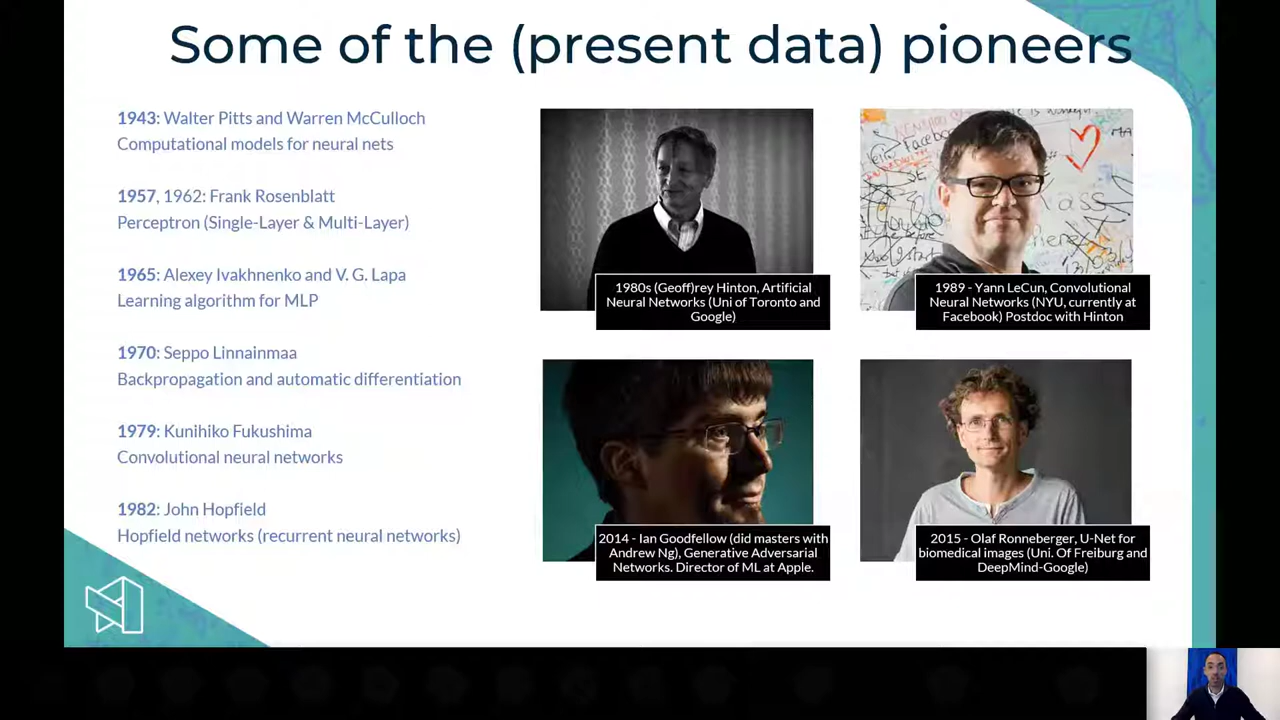 Some of the (present data) pioneers
1943: Walter Pitts and Warren McCulloch
Computational models for neural nets
1957, 1962: Frank Rosenblatt
Perceptron (Single-Layer & Multi-Layer)
1965: Alexey Ivakhnenko and V. G. Lapa
Learning algorithm for MLP
1970: Seppo Linnainmaa
Backpropagation and automatic differentiation
1979: Kunihiko Fukushima
Convolutional neural networks
1982: John Hopfield
Hopfield networks (recurrent neural networks)
1980s (Geoff)rey Hinton, Artificial
Neural Networks (Uni of Toronto and
Google)
1989 - Yann LeCun, Convolutional
Neural Networks (NYU, currently at
Facebook) Postdoc with Hinton
2014 - Ian Goodfellow (did masters with
Andrew Ng), Generative Adversarial
Networks. Director of ML at Apple.
2015 - Olaf Ronneberger, U-Net for
biomedical images (Uni. Of Freiburg and
DeepMind-Google)